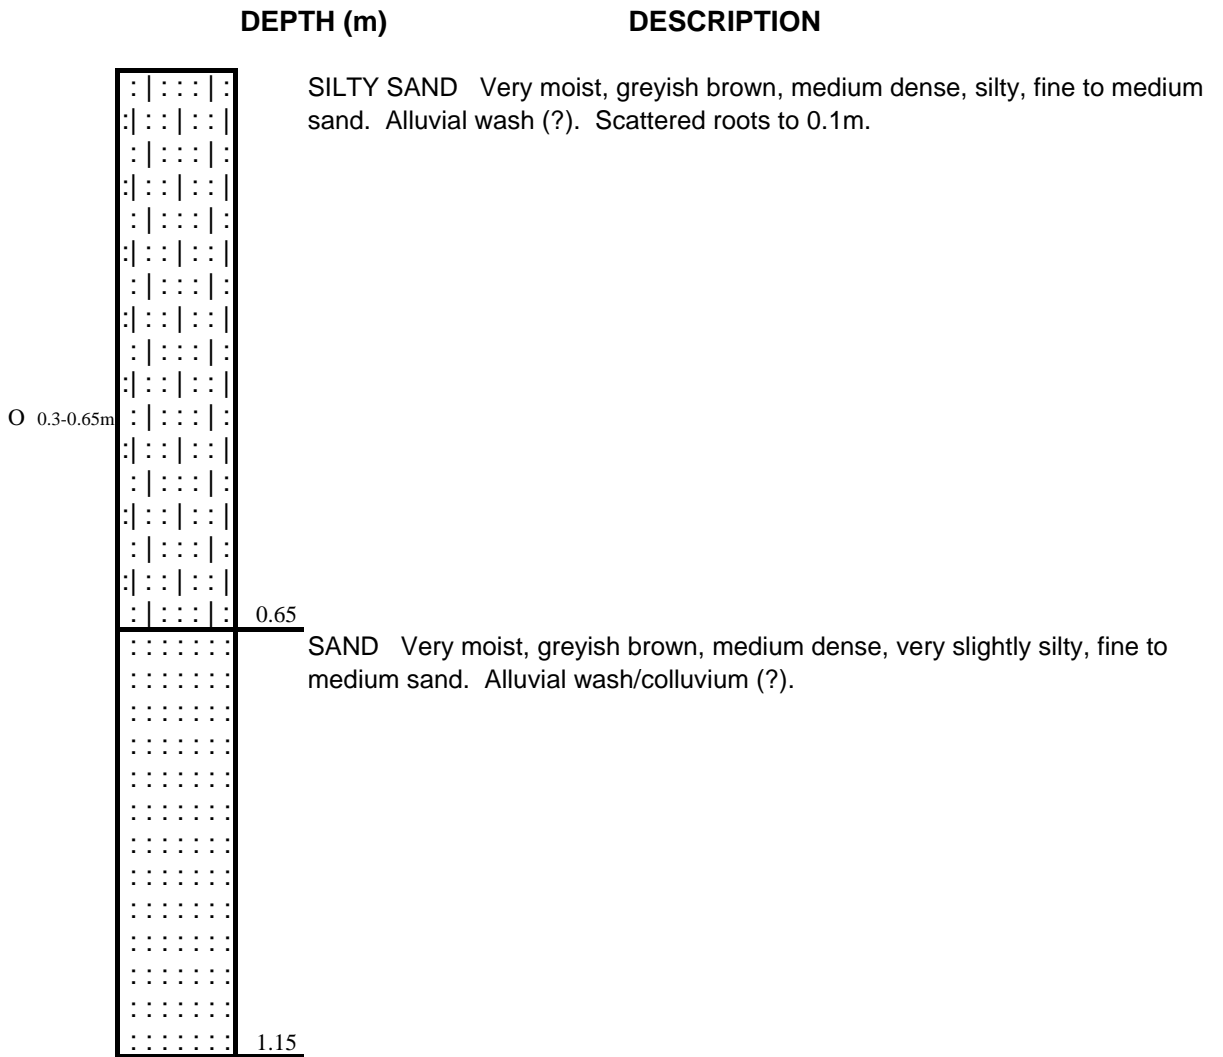 DEPTH (m) DESCRIPTION
SILTY SAND Very moist, greyish brown, medium dense, silty, fine to medium
sand. Alluvial wash (?). Scattered roots to 0.1m.
O 0.3-0.65m
0.65
SAND Very moist, greyish brown, medium dense, very slightly silty, fine to
medium sand. Alluvial wash/colluvium (?).
1.15